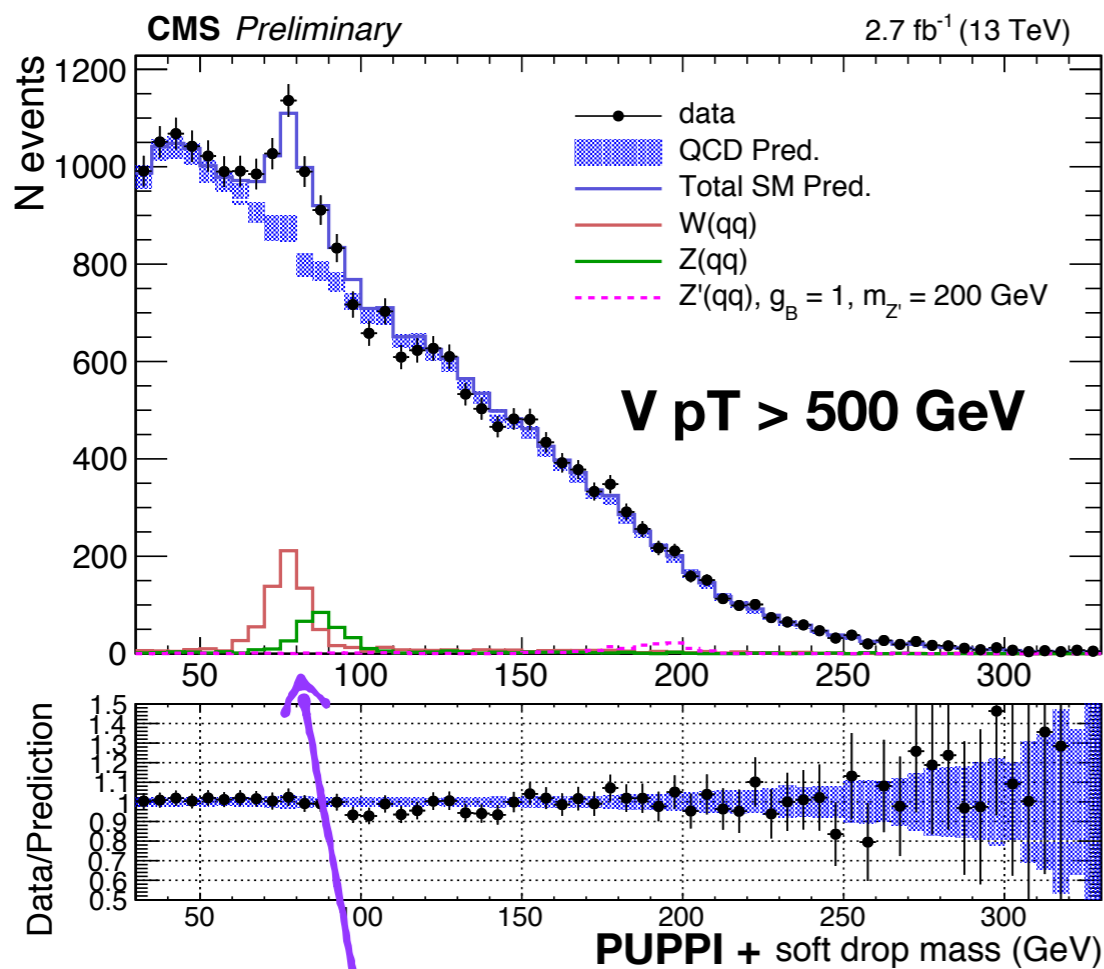 CMS Preliminary 2.7 fb⁻¹ (13 TeV)
N events
1200
1000
800
600
400
200
0
data
QCD Pred.
Total SM Pred.
W(qq)
Z(qq)
Z'(qq), g_B = 1, m_Z' = 200 GeV
V pT > 500 GeV
50 100 150 200 250 300
Data/Prediction
1.5
1.4
1.3
1.2
1.1
1
0.9
0.8
0.7
0.6
0.5
50 100 150 200 250 300
PUPPI + soft drop mass (GeV)